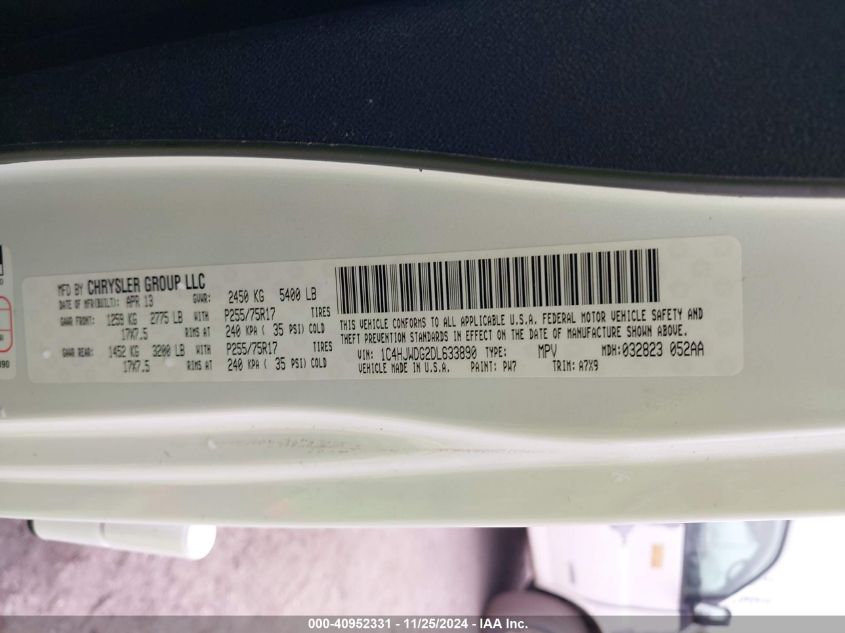 MFD BY CHRYSLER GROUP LLC
DATE OF MFR(BUILT): APR 13 GVWR: 2450 KG 5400 LB
GAWR FRONT: 1259 KG 2775 LB WITH P255/75R17 TIRES
17X7.5 RIMS AT 240 KPA ( 35 PSI) COLD
GAWR REAR: 1452 KG 3200 LB WITH P255/75R17 TIRES
17X7.5 RIMS AT 240 KPA ( 35 PSI) COLD
THIS VEHICLE CONFORMS TO ALL APPLICABLE U.S.A. FEDERAL MOTOR VEHICLE SAFETY AND
THEFT PREVENTION STANDARDS IN EFFECT ON THE DATE OF MANUFACTURE SHOWN ABOVE.
VIN: 1C4HJWDG2DL633890 TYPE: MPV MDH:032823 052AA
VEHICLE MADE IN U.S.A. PAINT: PW7 TRIM: A7X9
000-40952331 - 11/25/2024 - IAA Inc.